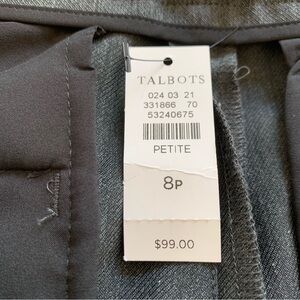 TALBOTS
024 03 21
331866 70
53240675
PETITE
8P
$99.00